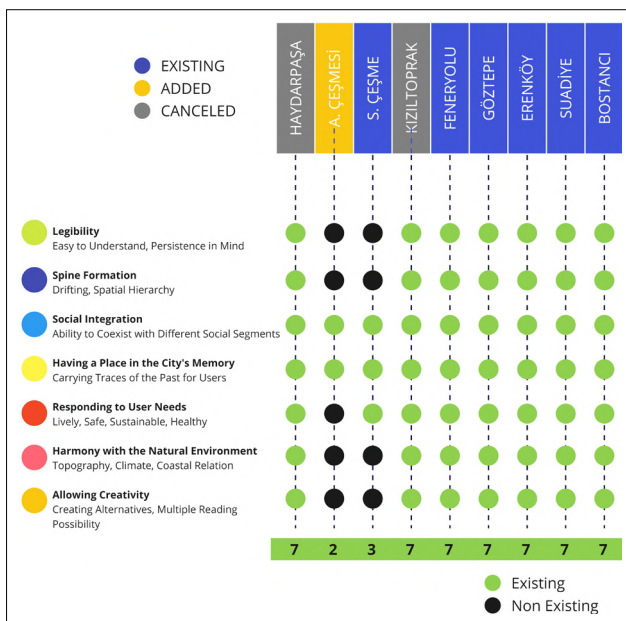 EXISTING
ADDED
CANCELED
HAYDARPAŞA
A. ÇEŞMESİ
S. ÇEŞME
KIZILTOPRAK
FENERYOLU
GÖZTEPE
ERENKÖY
SUADİYE
BOSTANCI
Legibility
Easy to Understand, Persistence in Mind
Spine Formation
Drifting, Spatial Hierarchy
Social Integration
Ability to Coexist with Different Social Segments
Having a Place in the City's Memory
Carrying Traces of the Past for Users
Responding to User Needs
Lively, Safe, Sustainable, Healthy
Harmony with the Natural Environment
Topography, Climate, Coastal Relation
Allowing Creativity
Creating Alternatives, Multiple Reading
Possibility
7 2 3 7 7 7 7 7 7
Existing
Non Existing